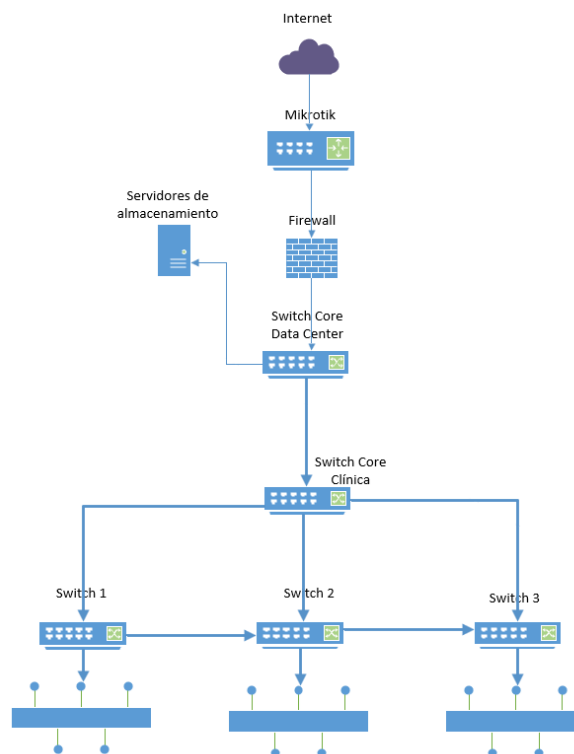 Internet
Mikrotik
Servidores de
almacenamiento
Firewall
Switch Core
Data Center
Switch Core
Clínica
Switch 1
Switch 2
Switch 3